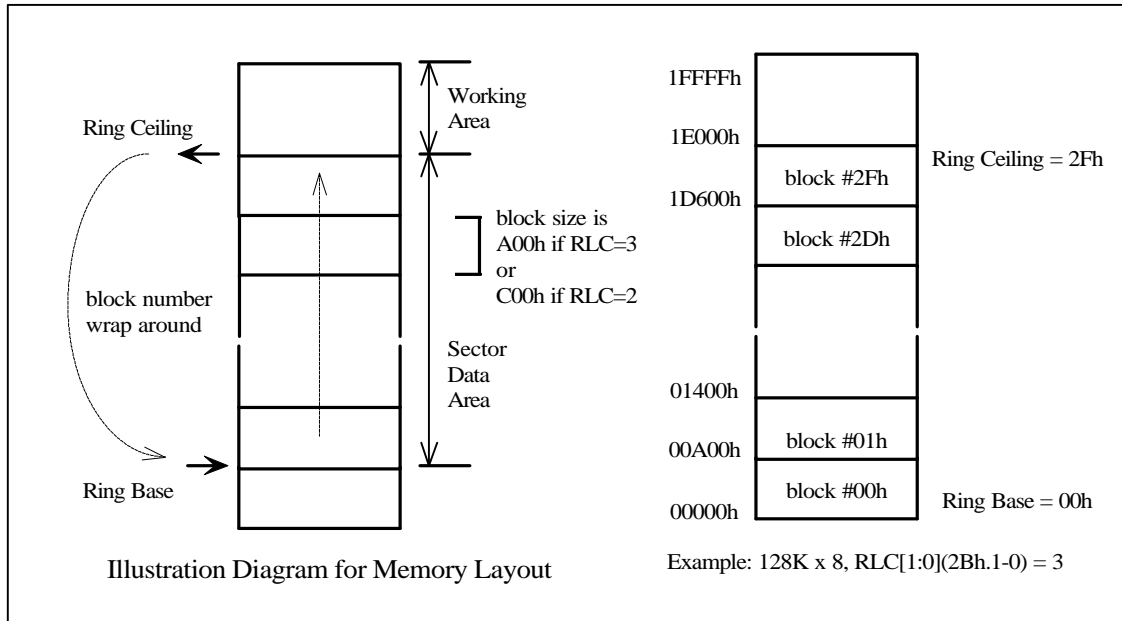 Ring Ceiling
block number
wrap around
Ring Base
Working
Area
block size is
A00h if RLC=3
or
C00h if RLC=2
Sector
Data
Area
Illustration Diagram for Memory Layout
1FFFFh
1E000h
block #2Fh
Ring Ceiling = 2Fh
1D600h
block #2Dh
01400h
block #01h
00A00h
block #00h
Ring Base = 00h
00000h
Example: 128K x 8, RLC[1:0](2Bh.1-0) = 3